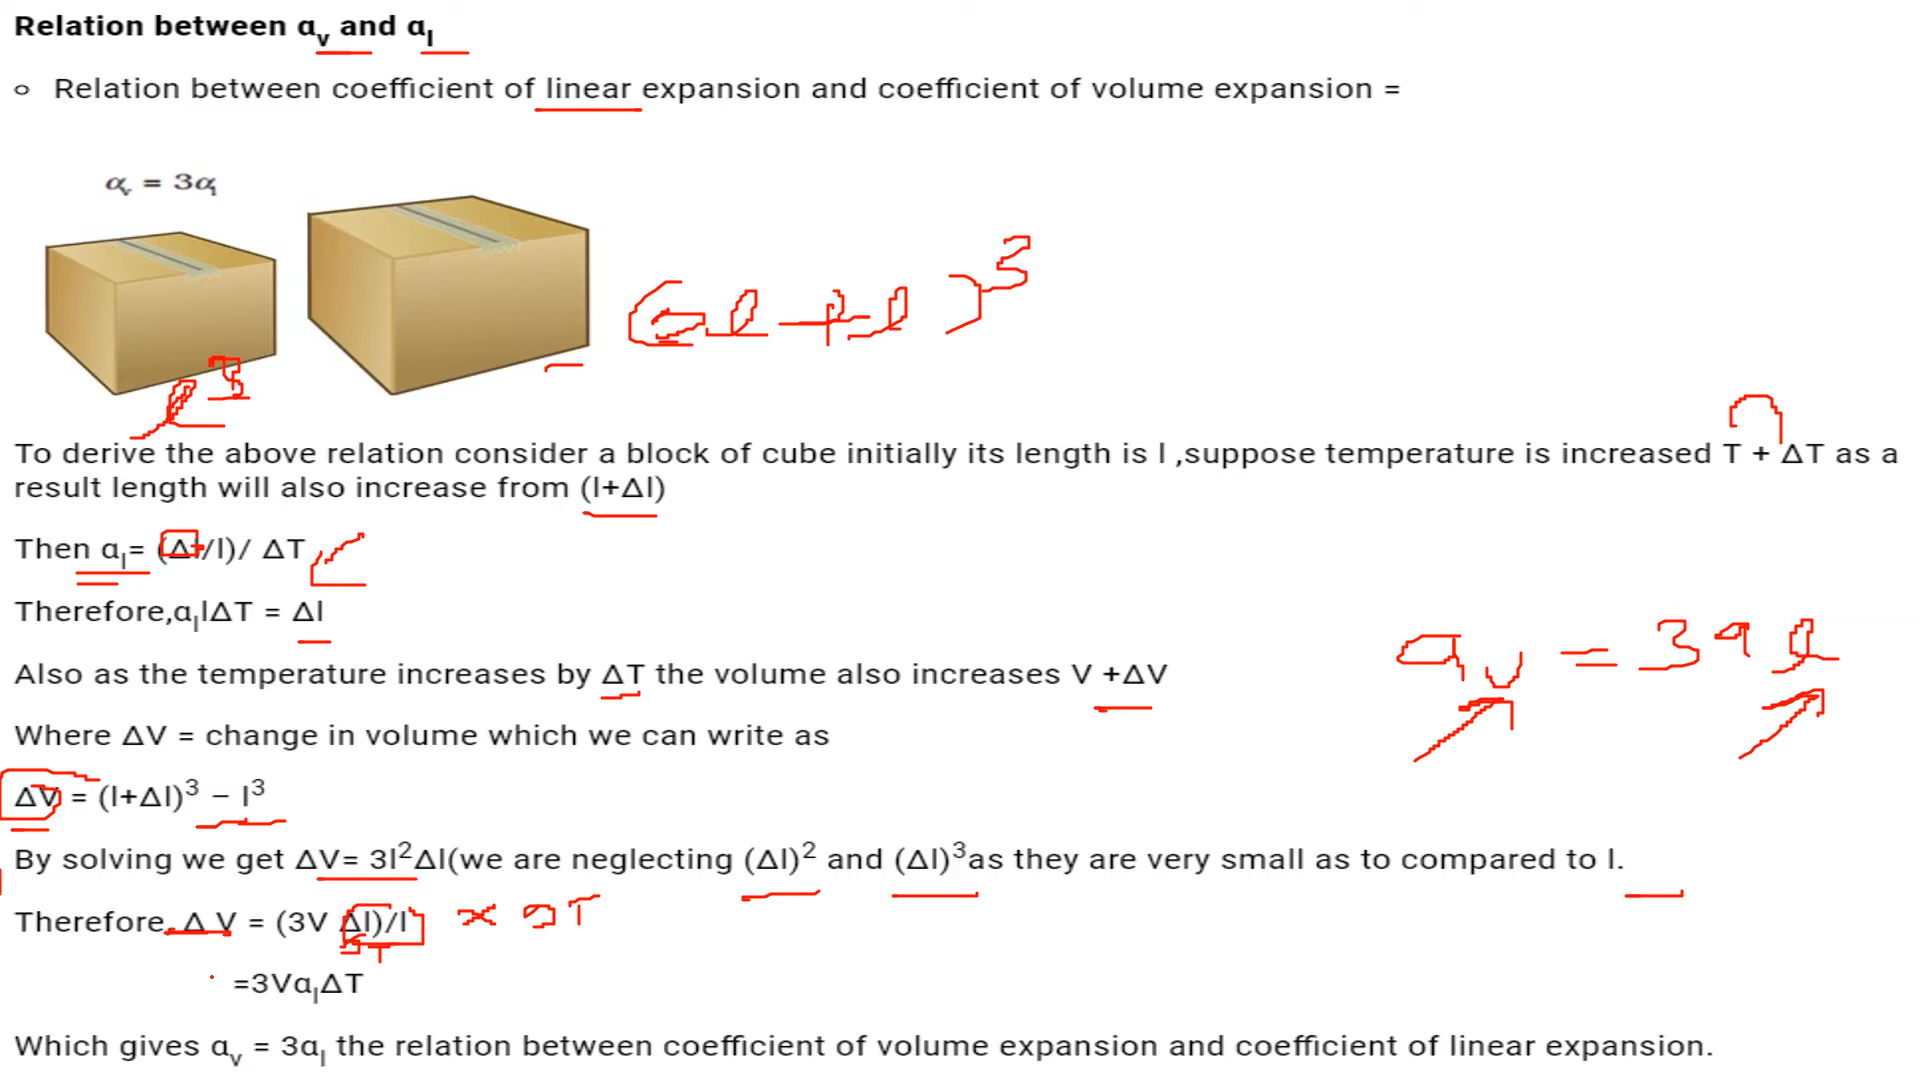 Relation between αv and αl
Relation between coefficient of linear expansion and coefficient of volume expansion =
αv = 3αl
l³
To derive the above relation consider a block of cube initially its length is l ,suppose temperature is increased T + ΔT as a
result length will also increase from (l+Δl)
Then αl= (Δl/l)/ ΔT
Therefore,αllΔT = Δl
αv = 3αl
Also as the temperature increases by ΔT the volume also increases V +ΔV
Where ΔV = change in volume which we can write as
ΔV = (l+Δl)³ – l³
By solving we get ΔV= 3l²Δl(we are neglecting (Δl)² and (Δl)³as they are very small as to compared to l.
Therefore, Δ V = (3V Δl)/l
=3VαlΔT
Which gives αv = 3αl the relation between coefficient of volume expansion and coefficient of linear expansion.